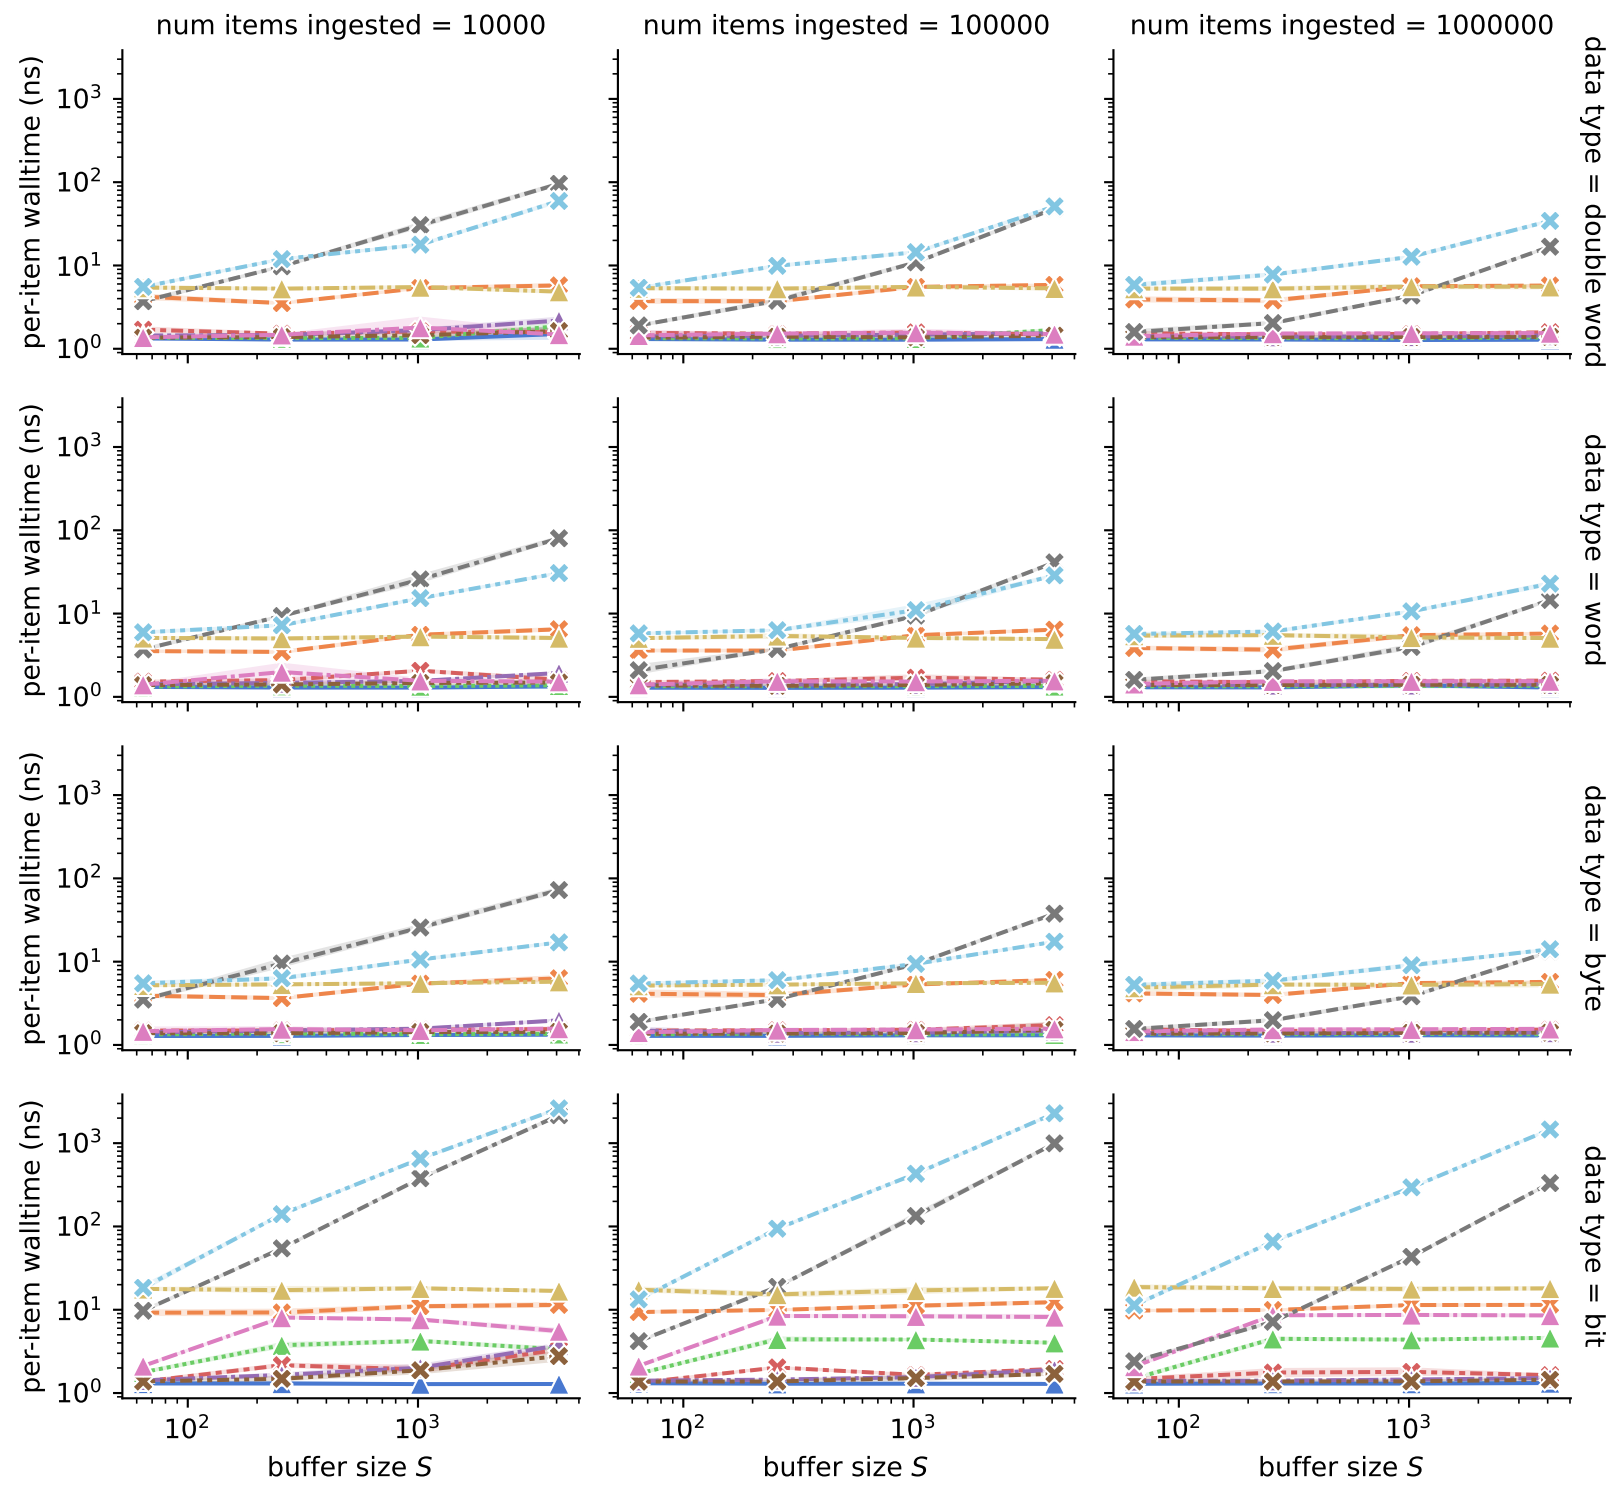 num items ingested = 10000
num items ingested = 100000
num items ingested = 1000000
per-item walltime (ns)
10³
10²
10¹
10⁰
data type = double word
per-item walltime (ns)
10³
10²
10¹
10⁰
data type = word
per-item walltime (ns)
10³
10²
10¹
10⁰
data type = byte
per-item walltime (ns)
10³
10²
10¹
10⁰
data type = bit
10² 10³
10² 10³
10² 10³
buffer size S
buffer size S
buffer size S